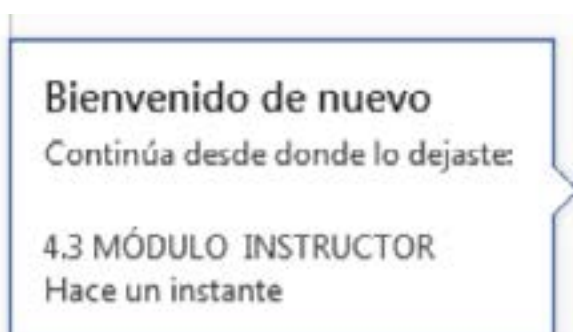 Bienvenido de nuevo
Continúa desde donde lo dejaste:
4.3 MÓDULO INSTRUCTOR
Hace un instante